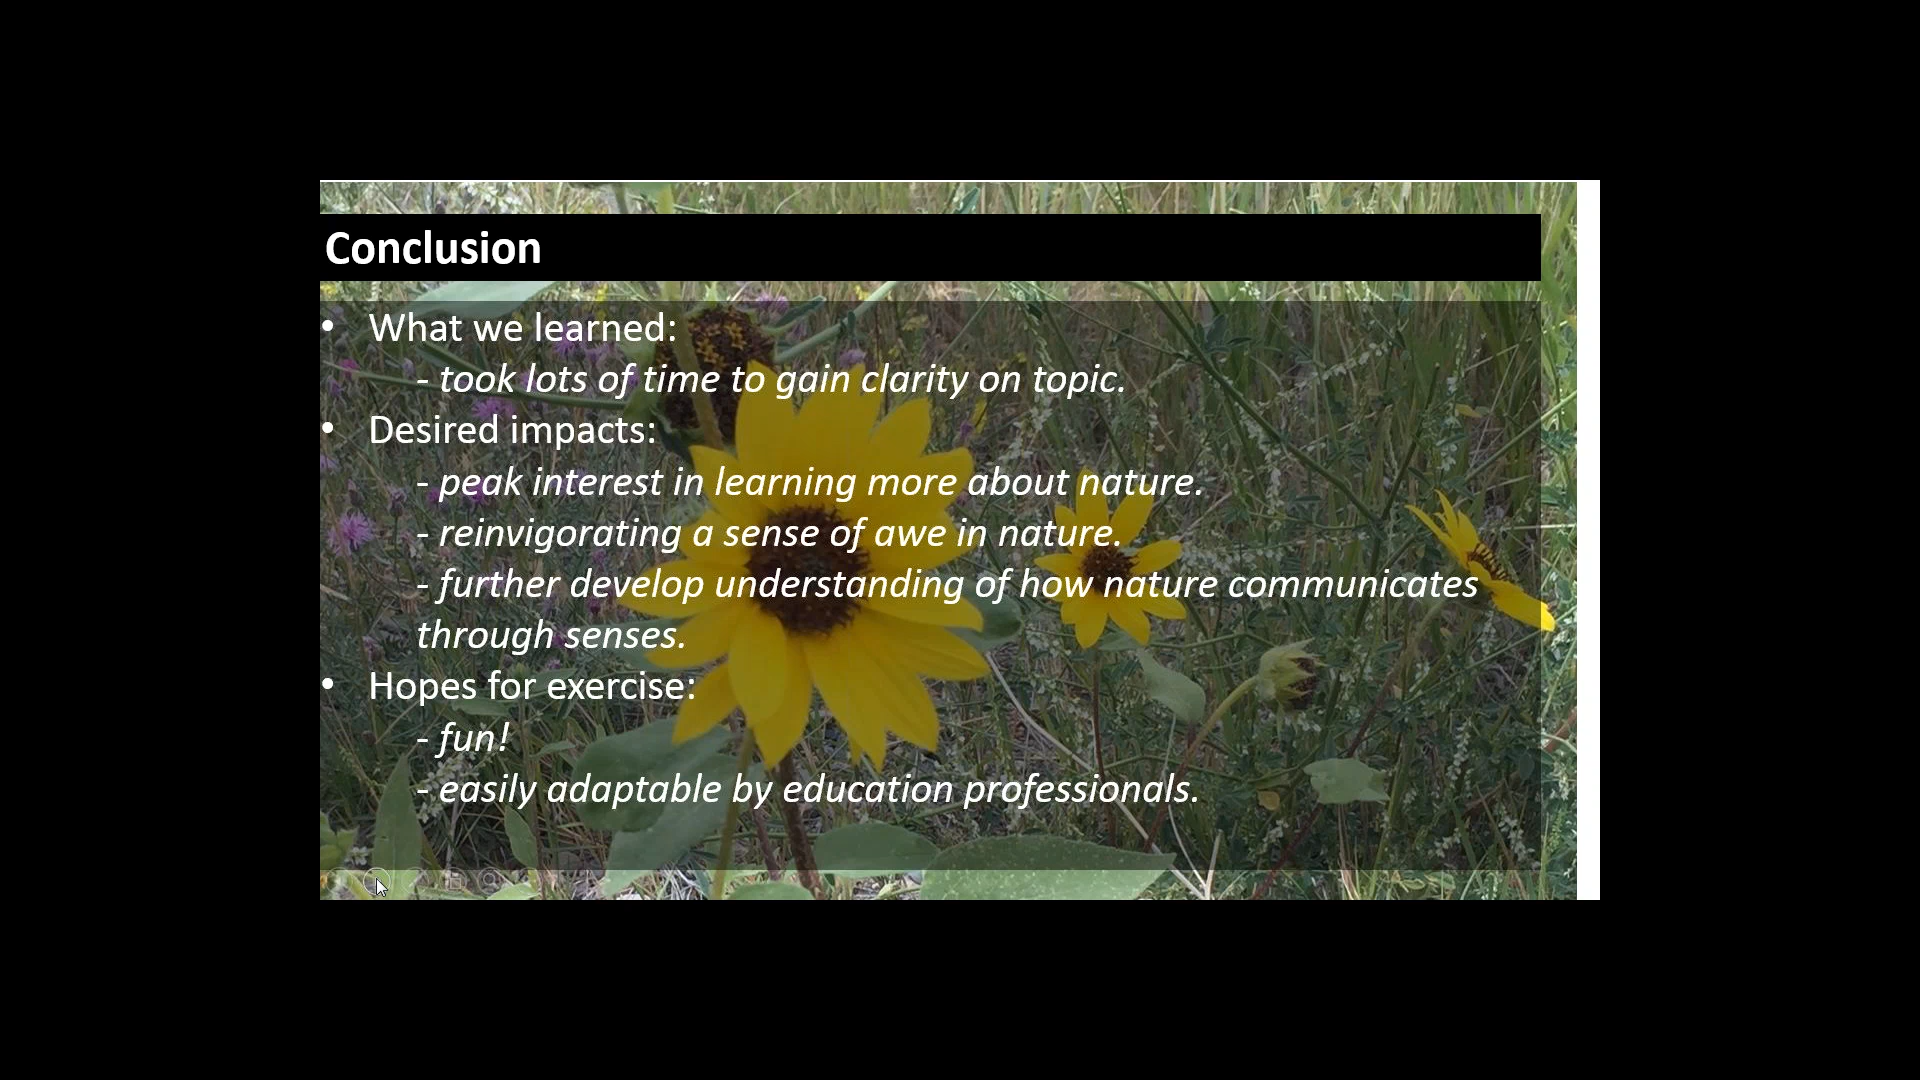 Conclusion
• What we learned:
- took lots of time to gain clarity on topic.
• Desired impacts:
- peak interest in learning more about nature.
- reinvigorating a sense of awe in nature.
- further develop understanding of how nature communicates
through senses.
• Hopes for exercise:
- fun!
- easily adaptable by education professionals.